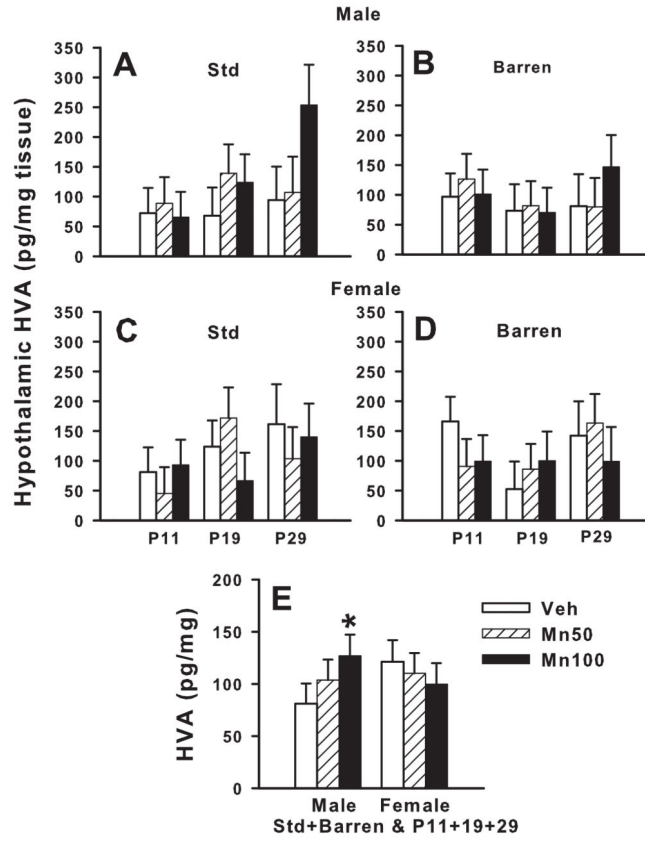 Male
Hypothalamic HVA (pg/mg tissue)
A Std
350
300
250
200
150
100
50
0
B Barren
350
300
250
200
150
100
50
0
Female
C Std
350
300
250
200
150
100
50
0
P11 P19 P29
D Barren
350
300
250
200
150
100
50
0
P11 P19 P29
E
HVA (pg/mg)
200
150
100
50
0
*
Male Female
Std+Barren & P11+19+29
Veh
Mn50
Mn100